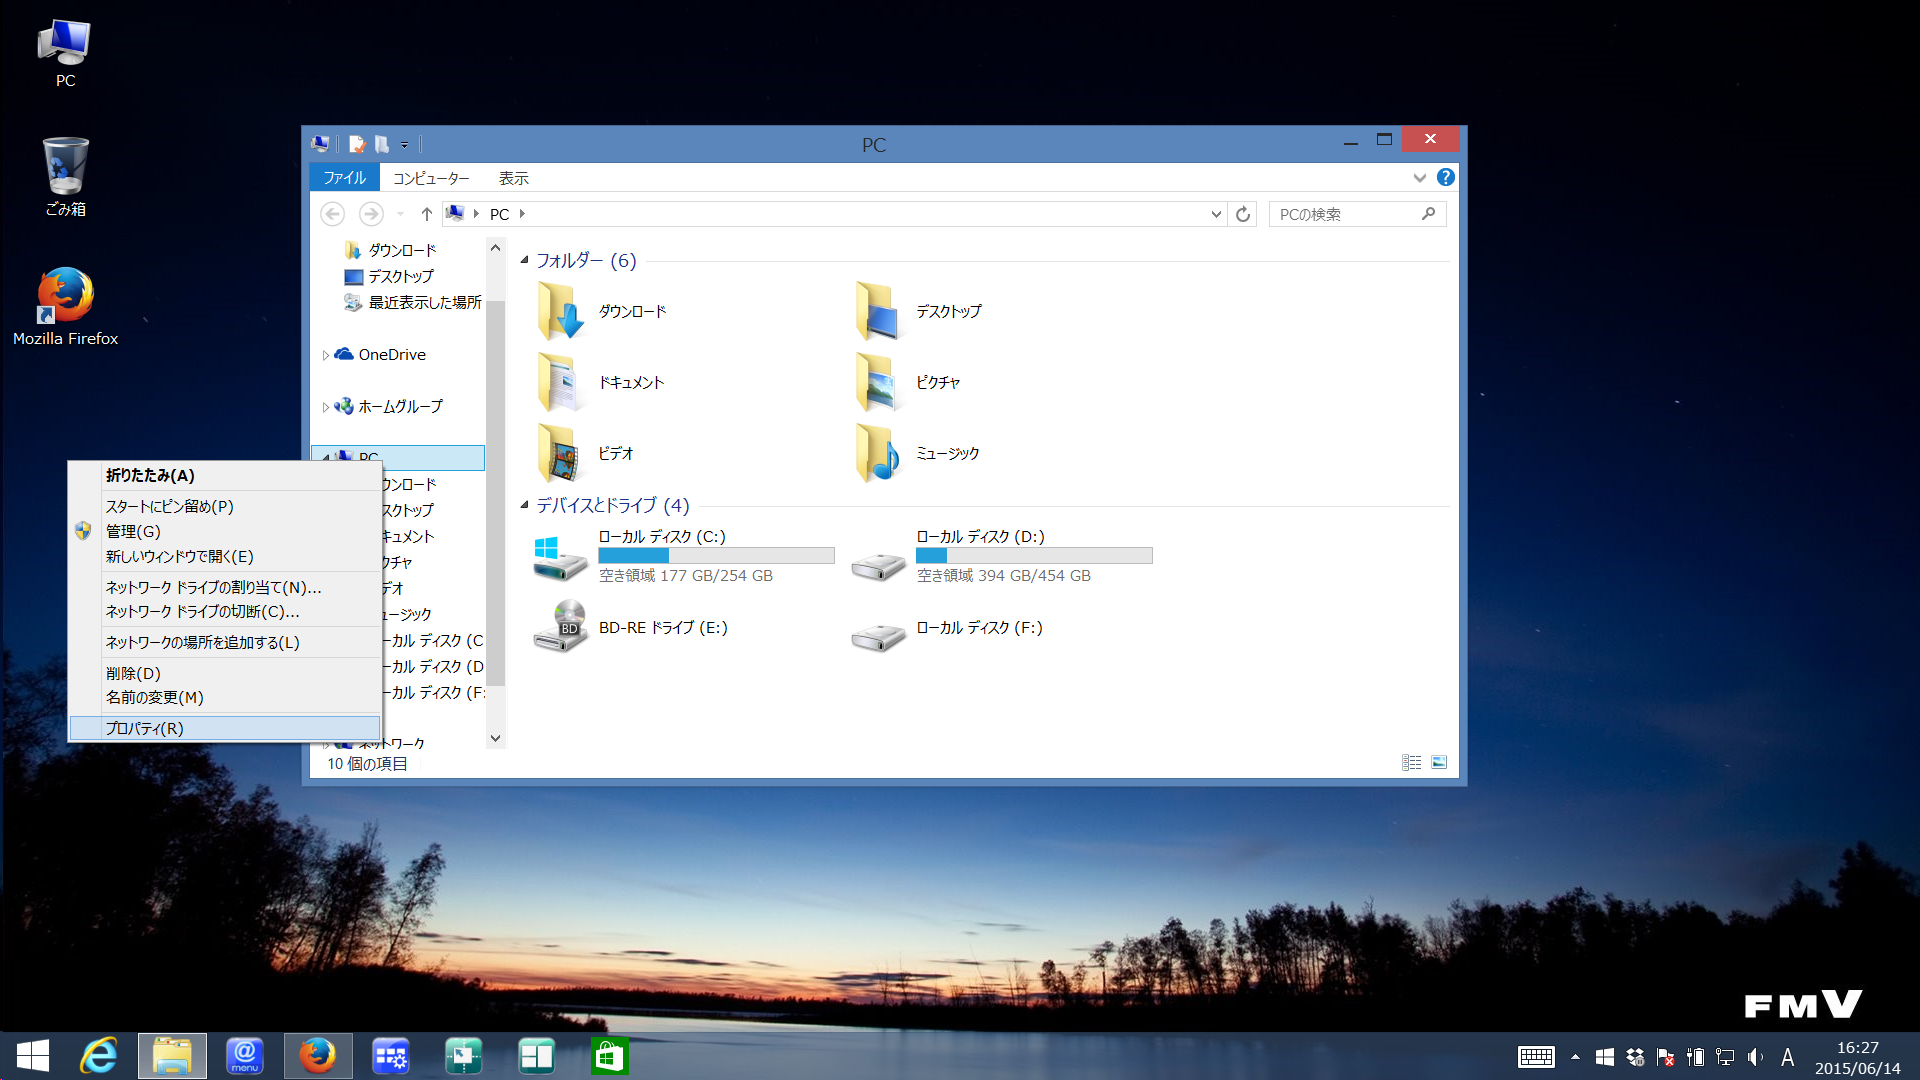 PC
ごみ箱
Mozilla Firefox
PC
ファイル コンピューター 表示
PC
PCの検索
ダウンロード
デスクトップ
最近表示した場所
OneDrive
ホームグループ
PC
ウンロード
スクトップ
キュメント
クチャ
デオ
ュージック
ーカル ディスク (C
ーカル ディスク (D
ーカル ディスク (F:
ネットワーク
折りたたみ(A)
スタートにピン留め(P)
管理(G)
新しいウィンドウで開く(E)
ネットワーク ドライブの割り当て(N)...
ネットワーク ドライブの切断(C)...
ネットワークの場所を追加する(L)
削除(D)
名前の変更(M)
プロパティ(R)
フォルダー (6)
ダウンロード
デスクトップ
ドキュメント
ピクチャ
ビデオ
ミュージック
デバイスとドライブ (4)
ローカル ディスク (C:)
空き領域 177 GB/254 GB
ローカル ディスク (D:)
空き領域 394 GB/454 GB
BD
BD-RE ドライブ (E:)
ローカル ディスク (F:)
10 個の項目
FMV
@
menu
A
16:27
2015/06/14